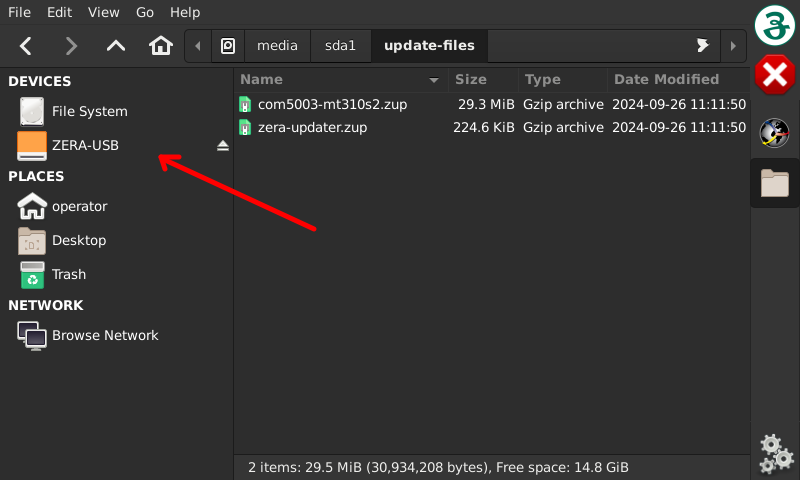 File Edit View Go Help
media sda1 update-files
DEVICES
File System
ZERA-USB
PLACES
operator
Desktop
Trash
NETWORK
Browse Network
Name Size Type Date Modified
com5003-mt310s2.zup 29.3 MiB Gzip archive 2024-09-26 11:11:50
zera-updater.zup 224.6 KiB Gzip archive 2024-09-26 11:11:50
2 items: 29.5 MiB (30,934,208 bytes), Free space: 14.8 GiB